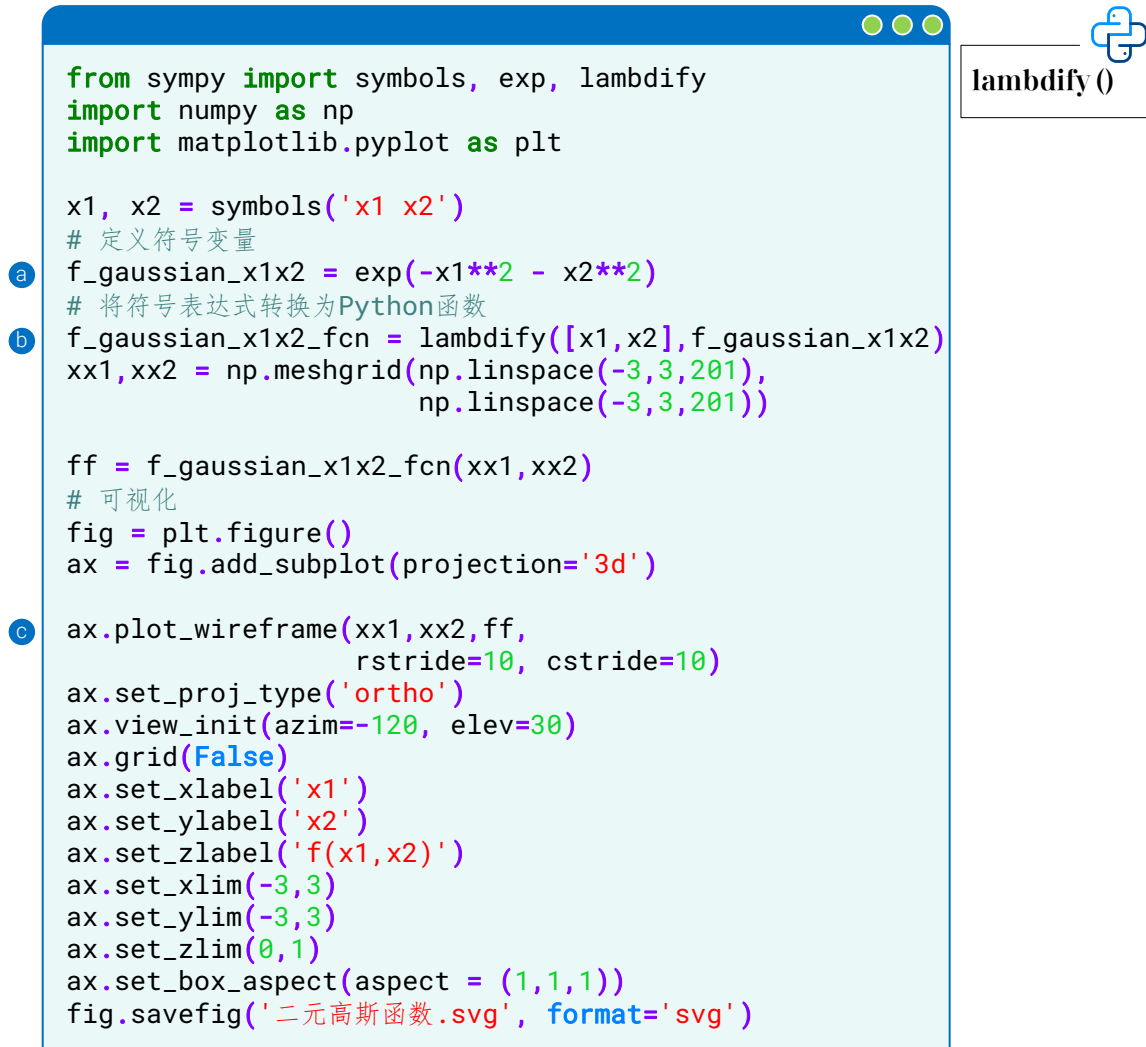 from sympy import symbols, exp, lambdify
import numpy as np
import matplotlib.pyplot as plt

x1, x2 = symbols('x1 x2')
# 定义符号变量
a f_gaussian_x1x2 = exp(-x1**2 - x2**2)
# 将符号表达式转换为Python函数
b f_gaussian_x1x2_fcn = lambdify([x1,x2],f_gaussian_x1x2)
xx1,xx2 = np.meshgrid(np.linspace(-3,3,201),
                      np.linspace(-3,3,201))

ff = f_gaussian_x1x2_fcn(xx1,xx2)
# 可视化
fig = plt.figure()
ax = fig.add_subplot(projection='3d')

c ax.plot_wireframe(xx1,xx2,ff,
                  rstride=10, cstride=10)
ax.set_proj_type('ortho')
ax.view_init(azim=-120, elev=30)
ax.grid(False)
ax.set_xlabel('x1')
ax.set_ylabel('x2')
ax.set_zlabel('f(x1,x2)')
ax.set_xlim(-3,3)
ax.set_ylim(-3,3)
ax.set_zlim(0,1)
ax.set_box_aspect(aspect = (1,1,1))
fig.savefig('二元高斯函数.svg', format='svg')
lambdify ()